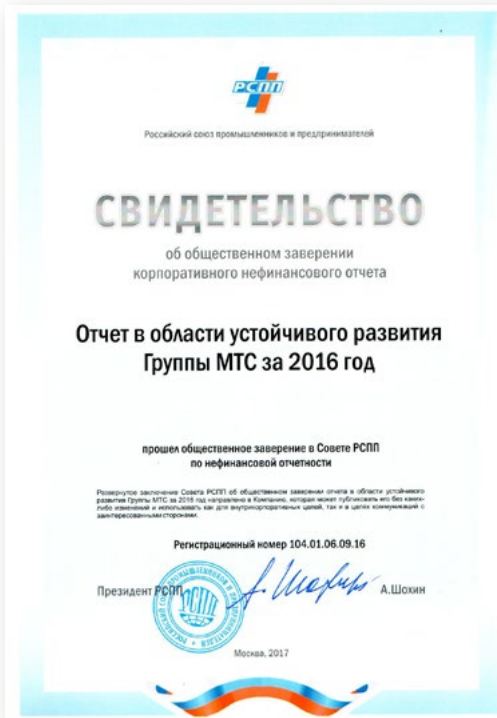 РСПП
Российский союз промышленников и предпринимателей
СВИДЕТЕЛЬСТВО
об общественном заверении
корпоративного нефинансового отчета
Отчет в области устойчивого развития
Группы МТС за 2016 год
прошел общественное заверение в Совете РСПП
по нефинансовой отчетности
Развернутое заключение Совета РСПП об общественном заверении отчета в области устойчивого
развития Группы МТС за 2016 год направлено в Компанию, которая может публиковать его без каких-
либо изменений и использовать как для внутрикорпоративных целей, так и в целях коммуникаций с
заинтересованными сторонами.
Регистрационный номер 104.01.06.09.16
Президент РСПП
А.Шохин
РСПП
Москва, 2017